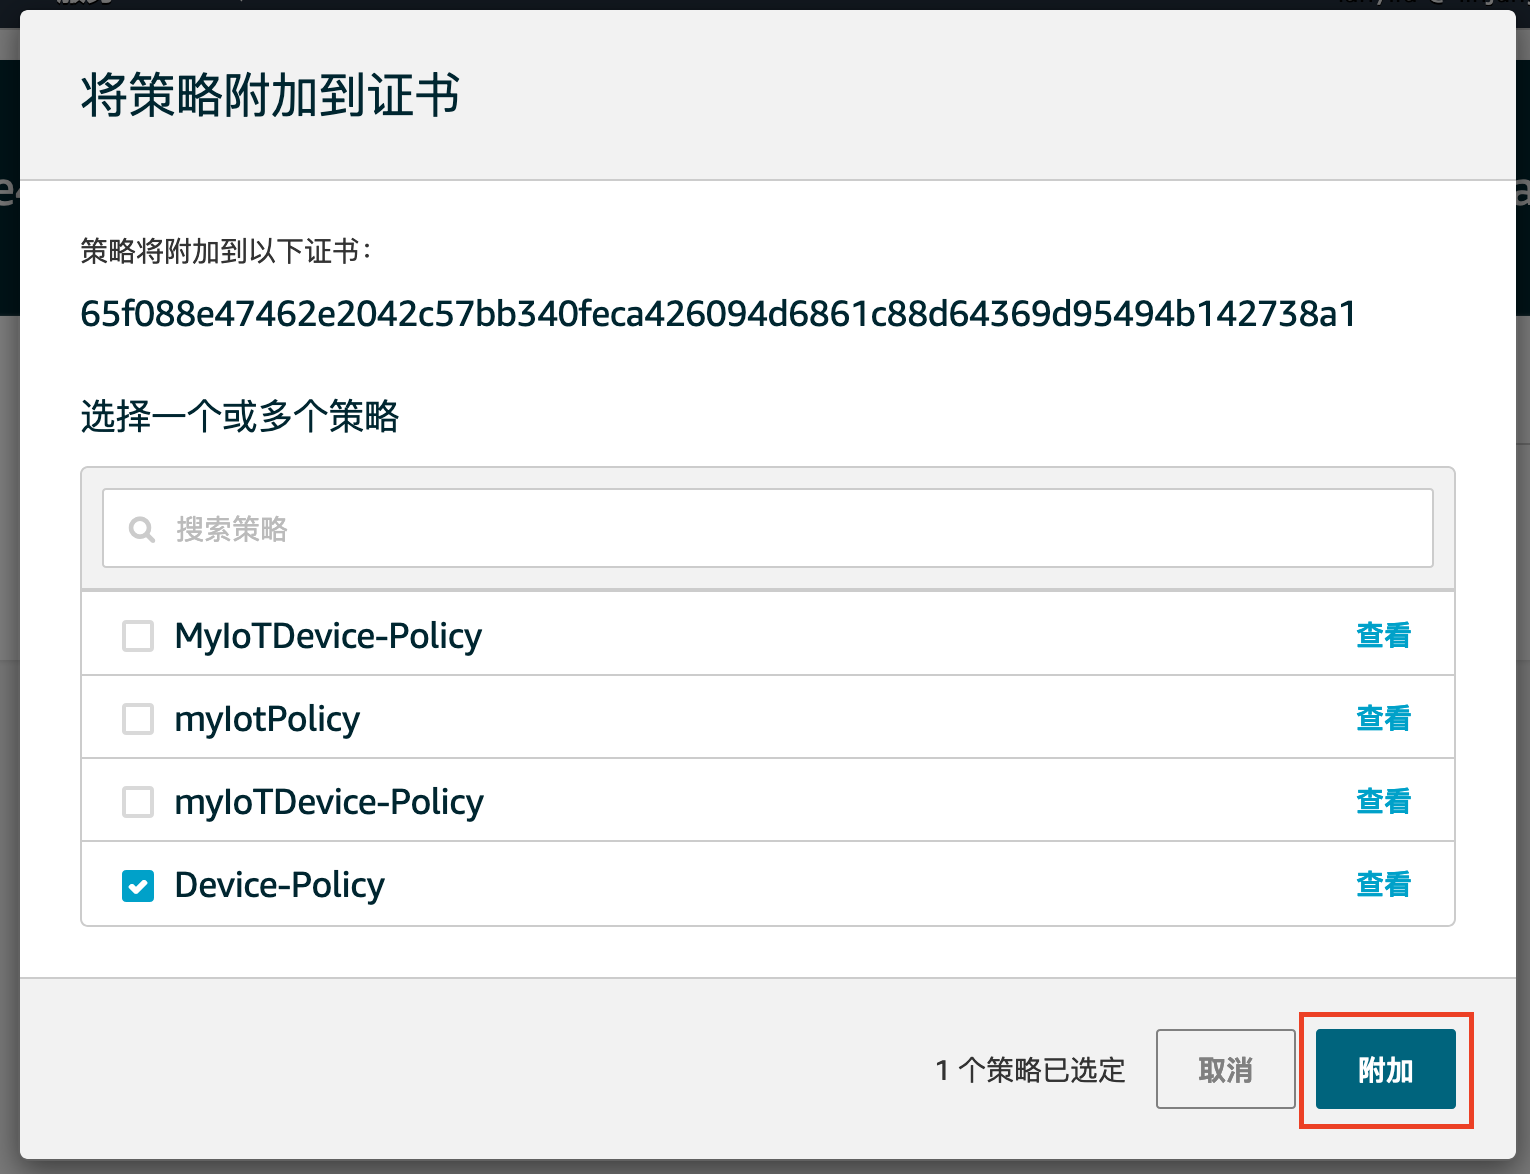 将策略附加到证书
策略将附加到以下证书：
65f088e47462e2042c57bb340feca426094d6861c88d64369d95494b142738a1
选择一个或多个策略
搜索策略
MyIoTDevice-Policy 查看
myIotPolicy 查看
myIoTDevice-Policy 查看
Device-Policy 查看
1 个策略已选定 取消 附加